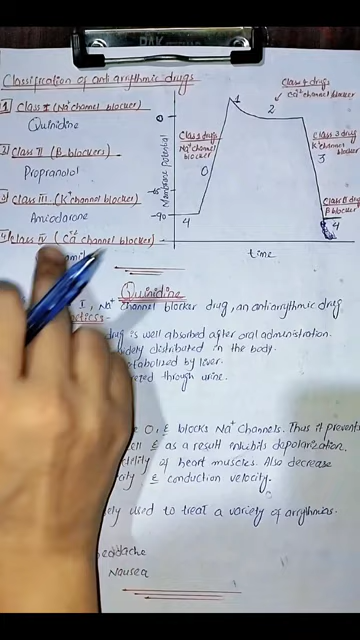 Classification of anti arrythmic drugs
1) Class I (Na+ channel blocker)
Quinidine
2) Class II (B blockers)
Propranolol
3) Class III (K+ channel blocker)
Amiodarone
4) Class IV (Ca+2 channel blocker)
Membrane Potential
0
-90
4
0
1
2
3
4
Class 1 drugs
Na+ channel
blocker
Class 4 drugs
Ca+2 channel blocker
Class 3 drug
K+ channel
blocker
Class II drug
B blocker
time
Quinidine
I, Na+ channel blocker drug, an antiarrythmic drug.
drug is well absorbed after oral administration.
widely distributed in the body.
metabolized by liver.
through urine.
0, & blocks Na+ channels. Thus it prevents
& as a result inhibits depolarization.
of heart muscles. Also decrease
& conduction velocity.
used to treat a variety of arrythmias.
Headache
Nausea